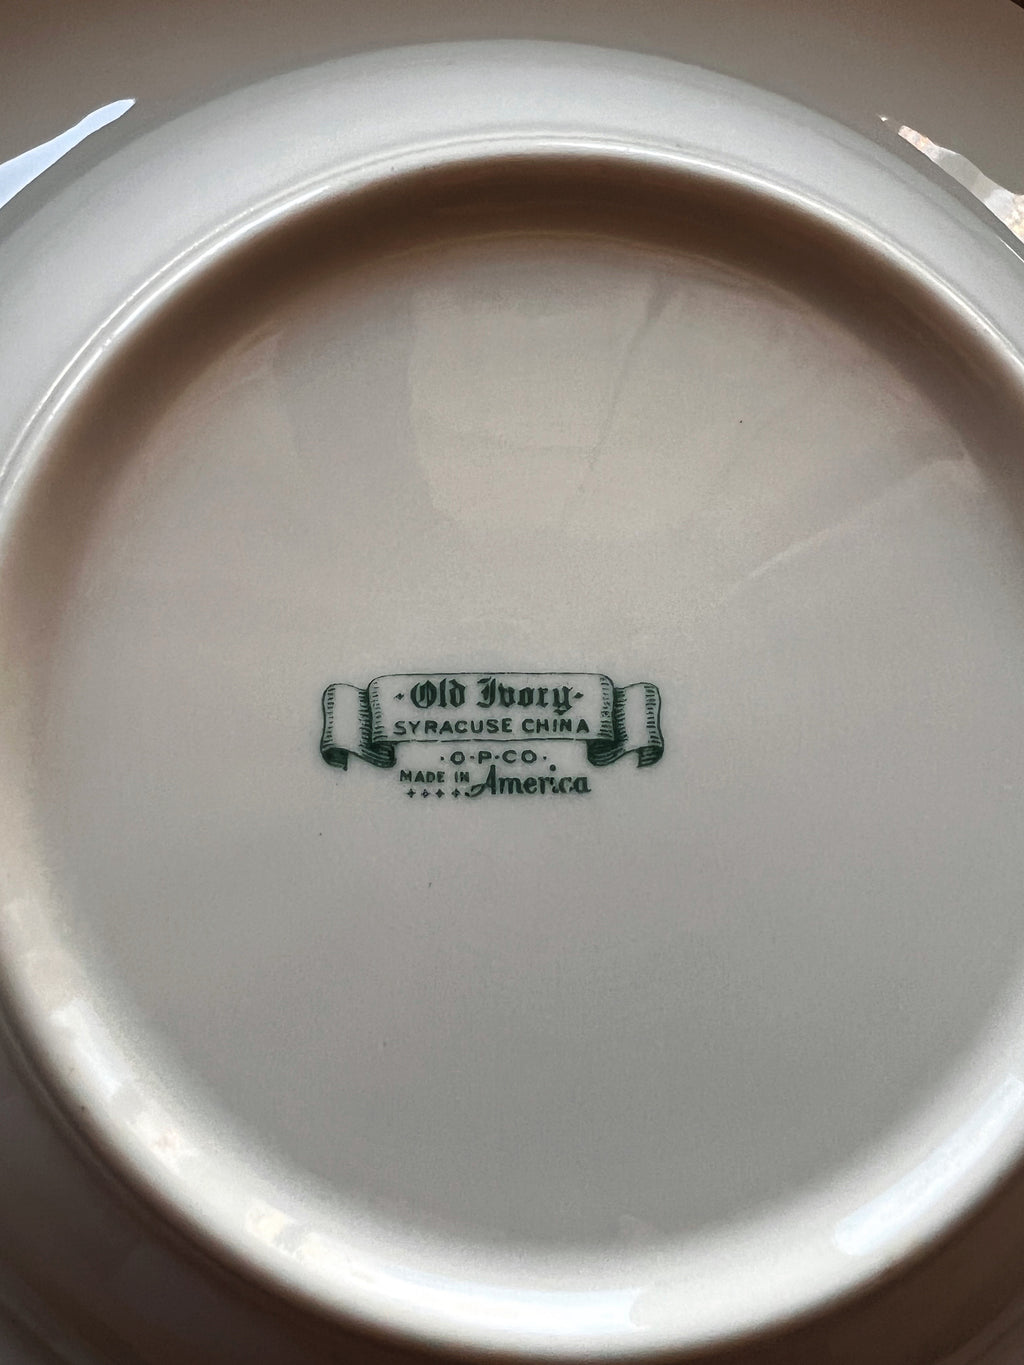 · Old Ivory ·
SYRACUSE CHINA
· O · P · CO ·
MADE IN America